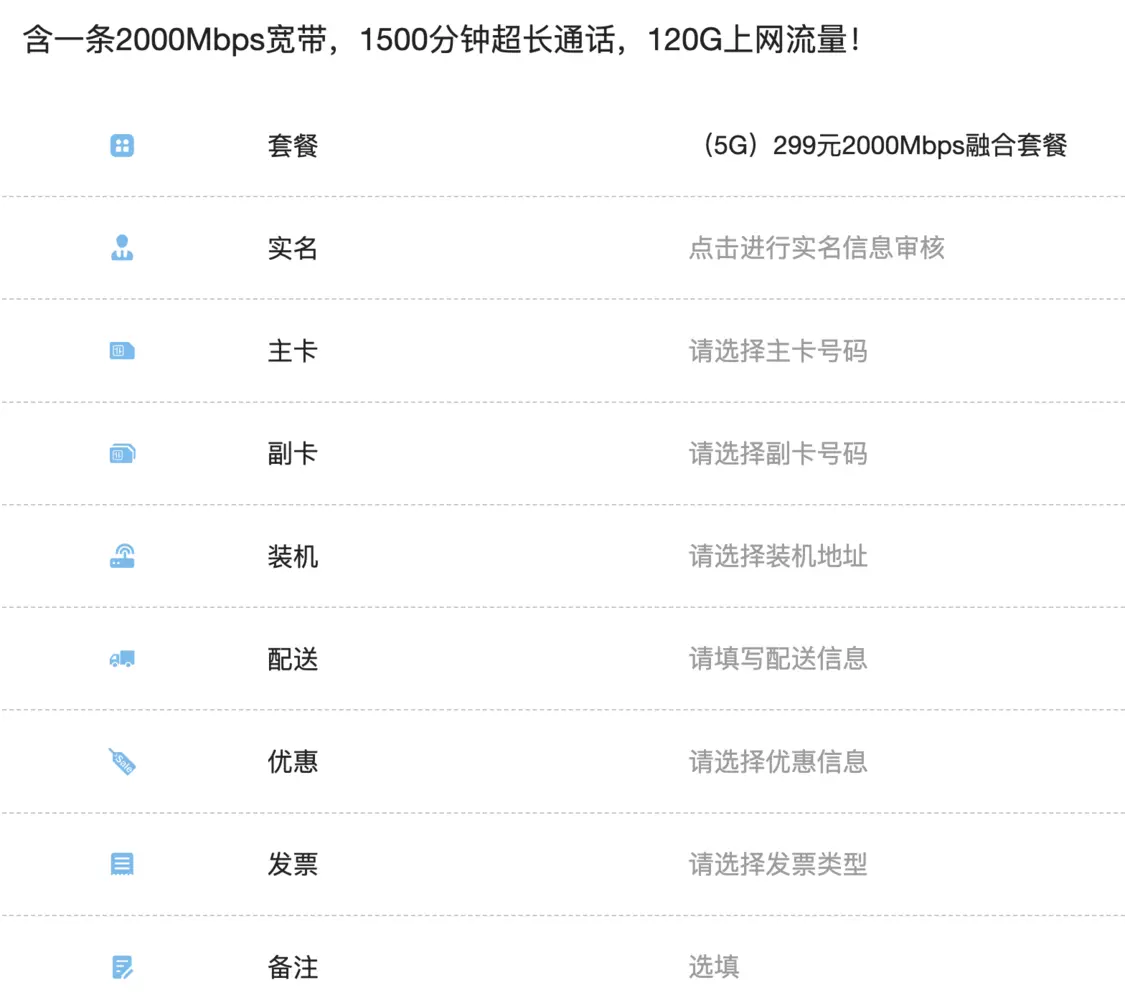 含一条2000Mbps宽带，1500分钟超长通话，120G上网流量！
套餐 （5G）299元2000Mbps融合套餐
实名 点击进行实名信息审核
主卡 请选择主卡号码
副卡 请选择副卡号码
装机 请选择装机地址
配送 请填写配送信息
Sale
优惠 请选择优惠信息
发票 请选择发票类型
备注 选填